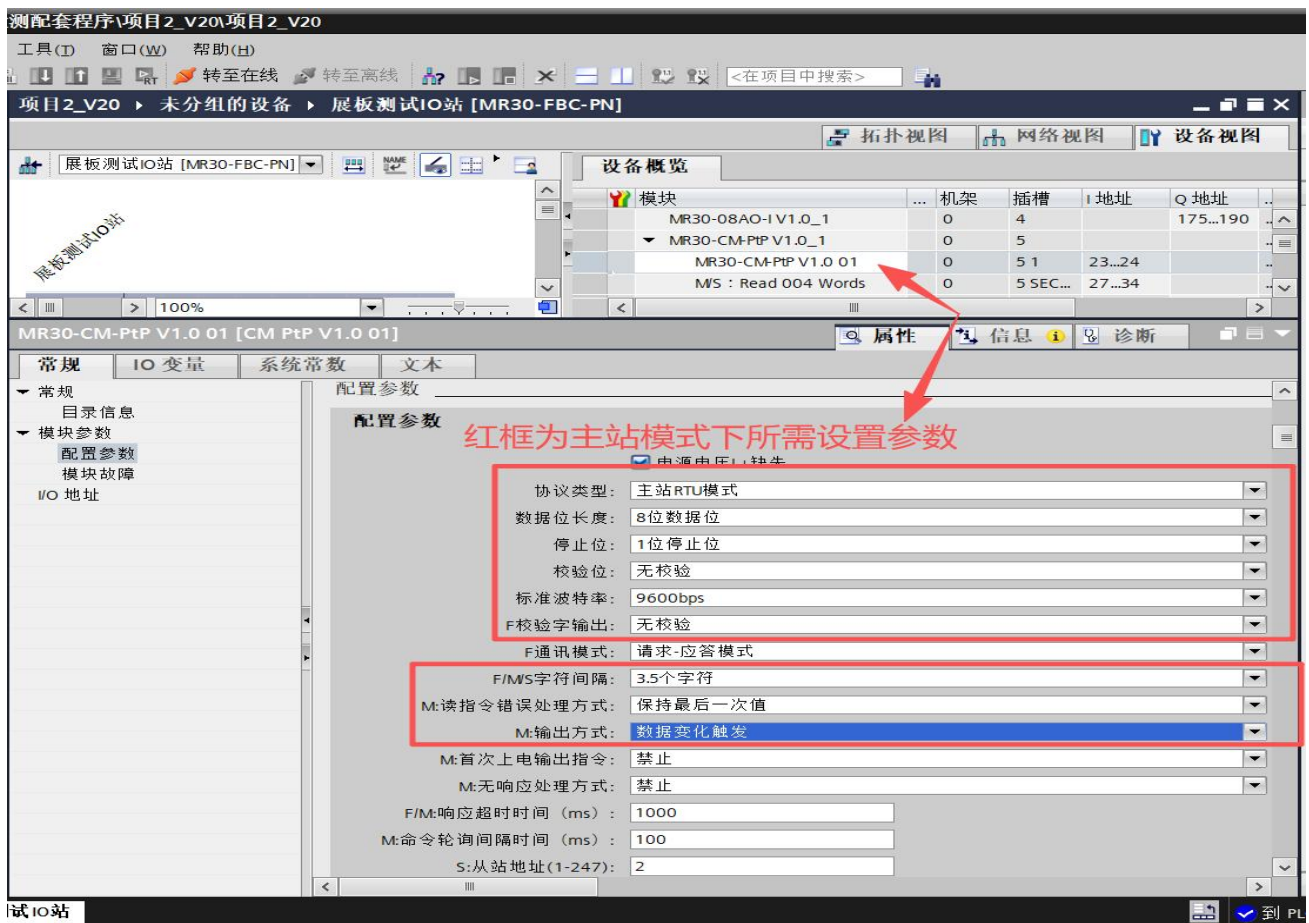 测配套程序\项目2_V20\项目2_V20
工具(T) 窗口(W) 帮助(H)
转至在线 转至离线 <在项目中搜索>
项目2_V20 ▸ 未分组的设备 ▸ 展板测试IO站 [MR30-FBC-PN]
拓扑视图 网络视图 设备视图
展板测试IO站 [MR30-FBC-PN]
设备概览
模块 ... 机架 插槽 I 地址 Q 地址 ..
MR30-08AO-I V1.0_1 0 4 175...190
MR30-CM-PtP V1.0_1 0 5
MR30-CM-PtP V1.0 01 0 5 1 23...24
M/S：Read 004 Words 0 5 SEC... 27...34
展板测试IO站
100%
MR30-CM-PtP V1.0 01 [CM PtP V1.0 01]
属性 信息 诊断
常规 IO 变量 系统常数 文本
常规
目录信息
模块参数
配置参数
模块故障
I/O 地址
配置参数
配置参数
红框为主站模式下所需设置参数
协议类型: 主站RTU模式
数据位长度: 8位数据位
停止位: 1位停止位
校验位: 无校验
标准波特率: 9600bps
F校验字输出: 无校验
F通讯模式: 请求-应答模式
F/M/S字符间隔: 3.5个字符
M:读指令错误处理方式: 保持最后一次值
M:输出方式: 数据变化触发
M:首次上电输出指令: 禁止
M:无响应处理方式: 禁止
F/M:响应超时时间（ms）: 1000
M:命令轮询间隔时间（ms）: 100
S:从站地址(1-247): 2
试IO站
到 PL